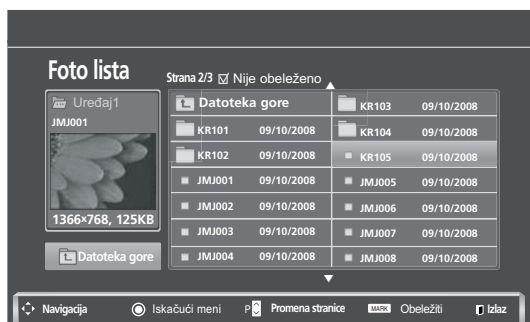 Foto lista
Strana 2/3 ☑ Nije obeleženo
Uređaj1
JMJ001
1366×768, 125KB
Datoteka gore
Datoteka gore
KR101 09/10/2008
KR102 09/10/2008
JMJ001 09/10/2008
JMJ002 09/10/2008
JMJ003 09/10/2008
JMJ004 09/10/2008
KR103 09/10/2008
KR104 09/10/2008
KR105 09/10/2008
JMJ005 09/10/2008
JMJ006 09/10/2008
JMJ007 09/10/2008
JMJ008 09/10/2008
Navigacija Iskačući meni P Promena stranice MARK Obeležiti Izlaz